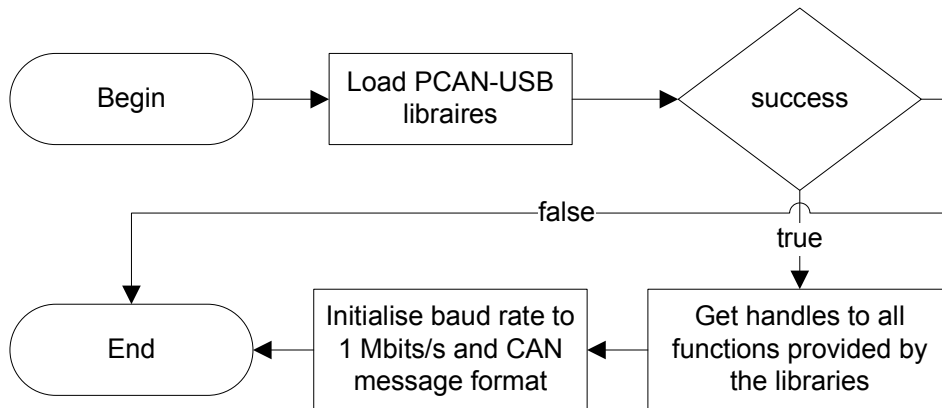 Begin
Load PCAN-USB
libraires
success
false
true
End
Initialise baud rate to
1 Mbits/s and CAN
message format
Get handles to all
functions provided by
the libraries